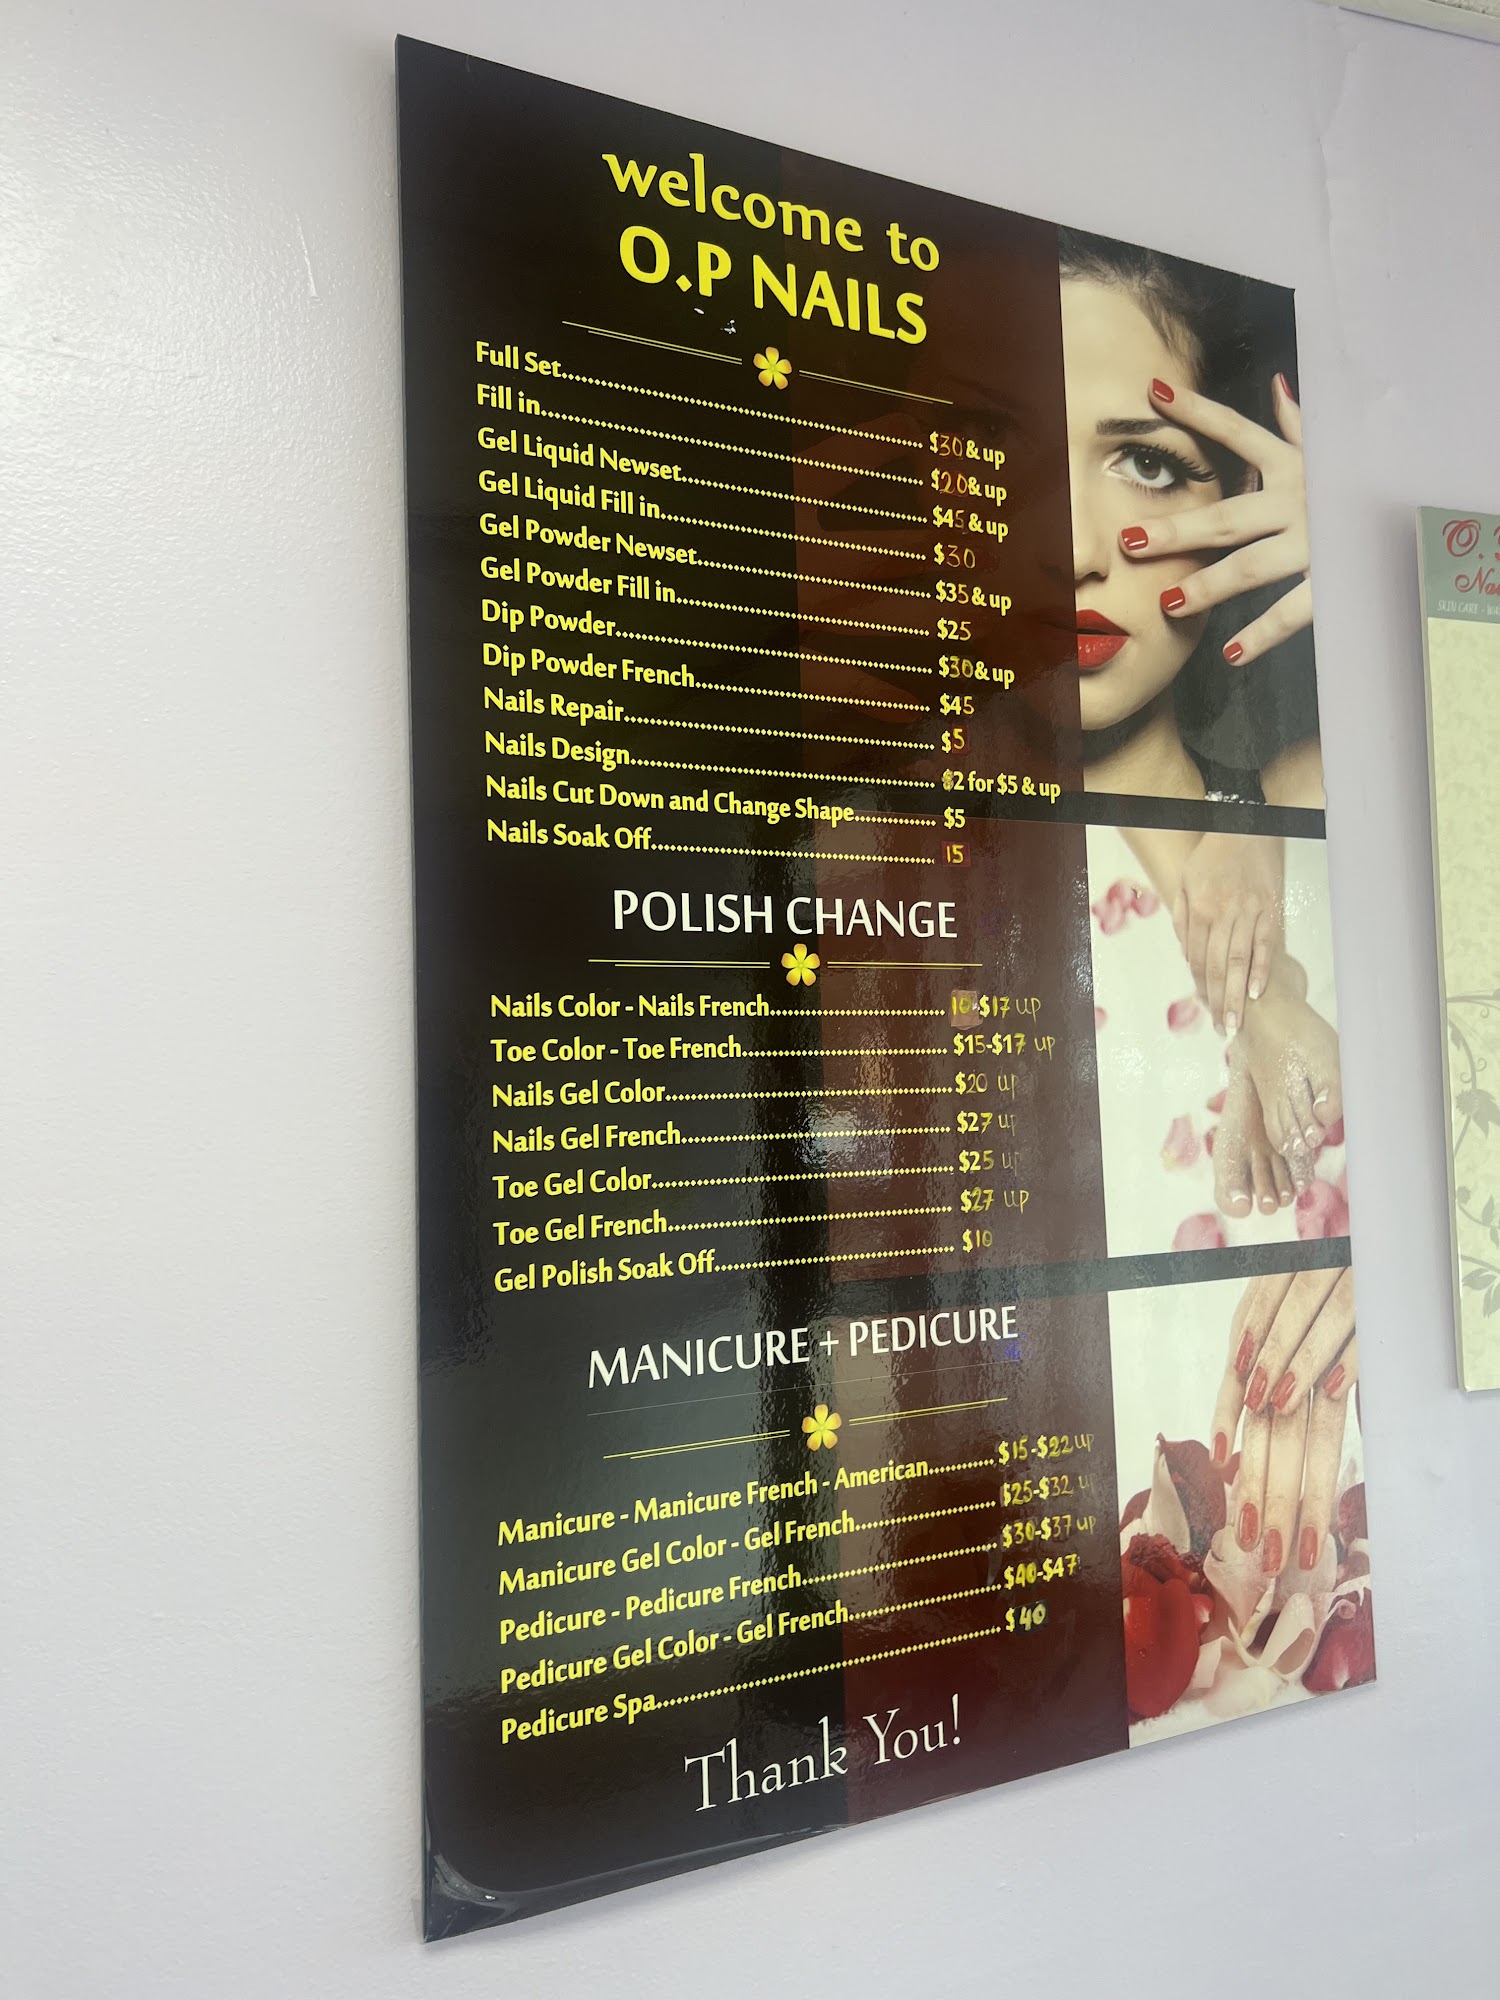 welcome to
O.P NAILS
Full Set.......... $30 & up
Fill in.......... $20 & up
Gel Liquid Newset.......... $45 & up
Gel Liquid Fill in.......... $30
Gel Powder Newset.......... $35 & up
Gel Powder Fill in.......... $25
Dip Powder.......... $30 & up
Dip Powder French.......... $45
Nails Repair.......... $5
Nails Design.......... 2 for $5 & up
Nails Cut Down and Change Shape.......... $5
Nails Soak Off.......... 15
POLISH CHANGE
Nails Color - Nails French.......... 10-$17 up
Toe Color - Toe French.......... $15-$17 up
Nails Gel Color.......... $20 up
Nails Gel French.......... $27 up
Toe Gel Color.......... $25 up
Toe Gel French.......... $27 up
Gel Polish Soak Off.......... $10
MANICURE + PEDICURE
Manicure - Manicure French - American.......... $15-$22 up
Manicure Gel Color - Gel French.......... $25-$32 up
Pedicure - Pedicure French.......... $30-$37 up
Pedicure Gel Color - Gel French.......... $40-$47
Pedicure Spa.......... $40
Thank You!
O.
SKIN CARE